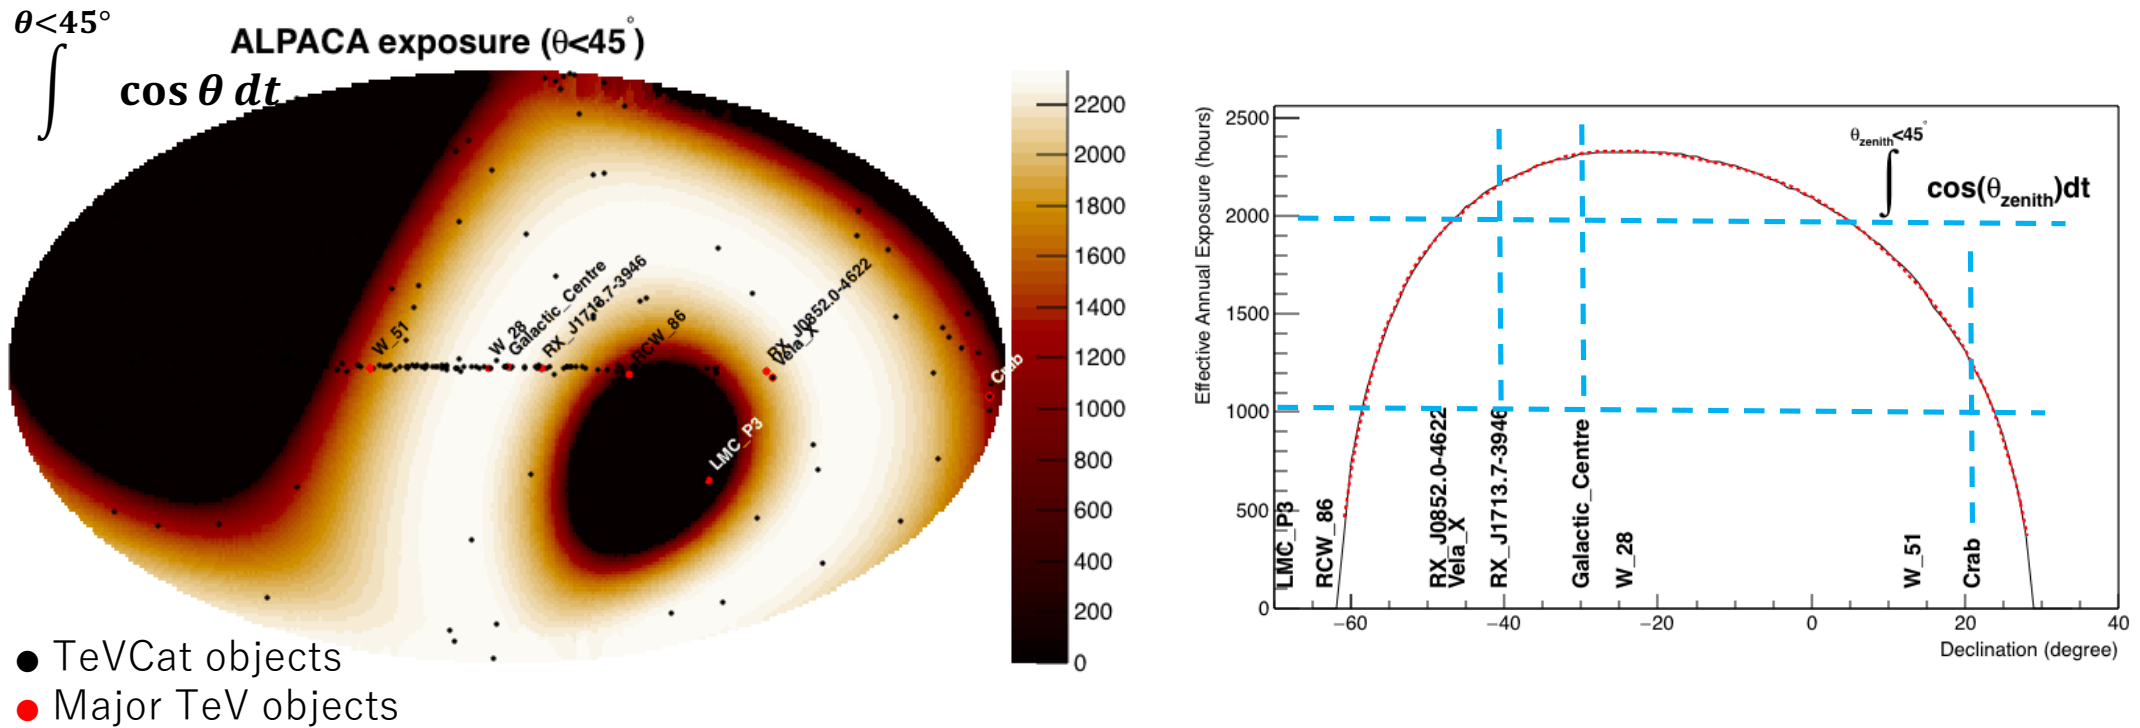 θ<45°
∫ cos θ dt
ALPACA exposure (θ<45°)
W_51
W_28
Galactic_Centre
RX_J1713.7-3946
RCW_86
RX_J0852.0-4622
Vela_X
Crab
LMC_P3
2200
2000
1800
1600
1400
1200
1000
800
600
400
200
0
● TeVCat objects
● Major TeV objects
Effective Annual Exposure (hours)
2500
2000
1500
1000
500
0
θzenith<45°
∫ cos(θzenith)dt
LMC_P3
RCW_86
RX_J0852.0-4622
Vela_X
RX_J1713.7-3946
Galactic_Centre
W_28
W_51
Crab
−60
−40
−20
0
20
40
Declination (degree)